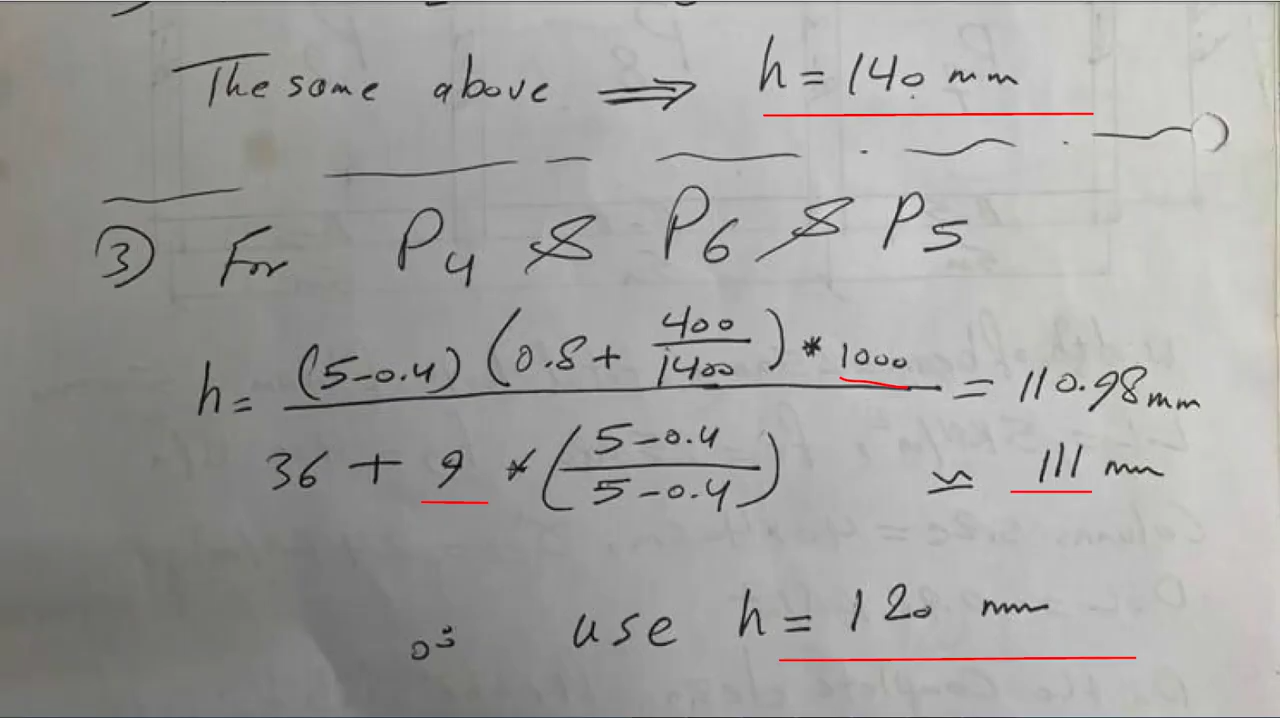 The same above ⟹ h = 140 mm
③ For P4 & P6 & P5
h = (5-0.4) (0.8 + 400/1400) * 1000 / 36 + 9 * (5-0.4/5-0.4) = 110.98 mm
≃ 111 mm
∴ use h = 120 mm